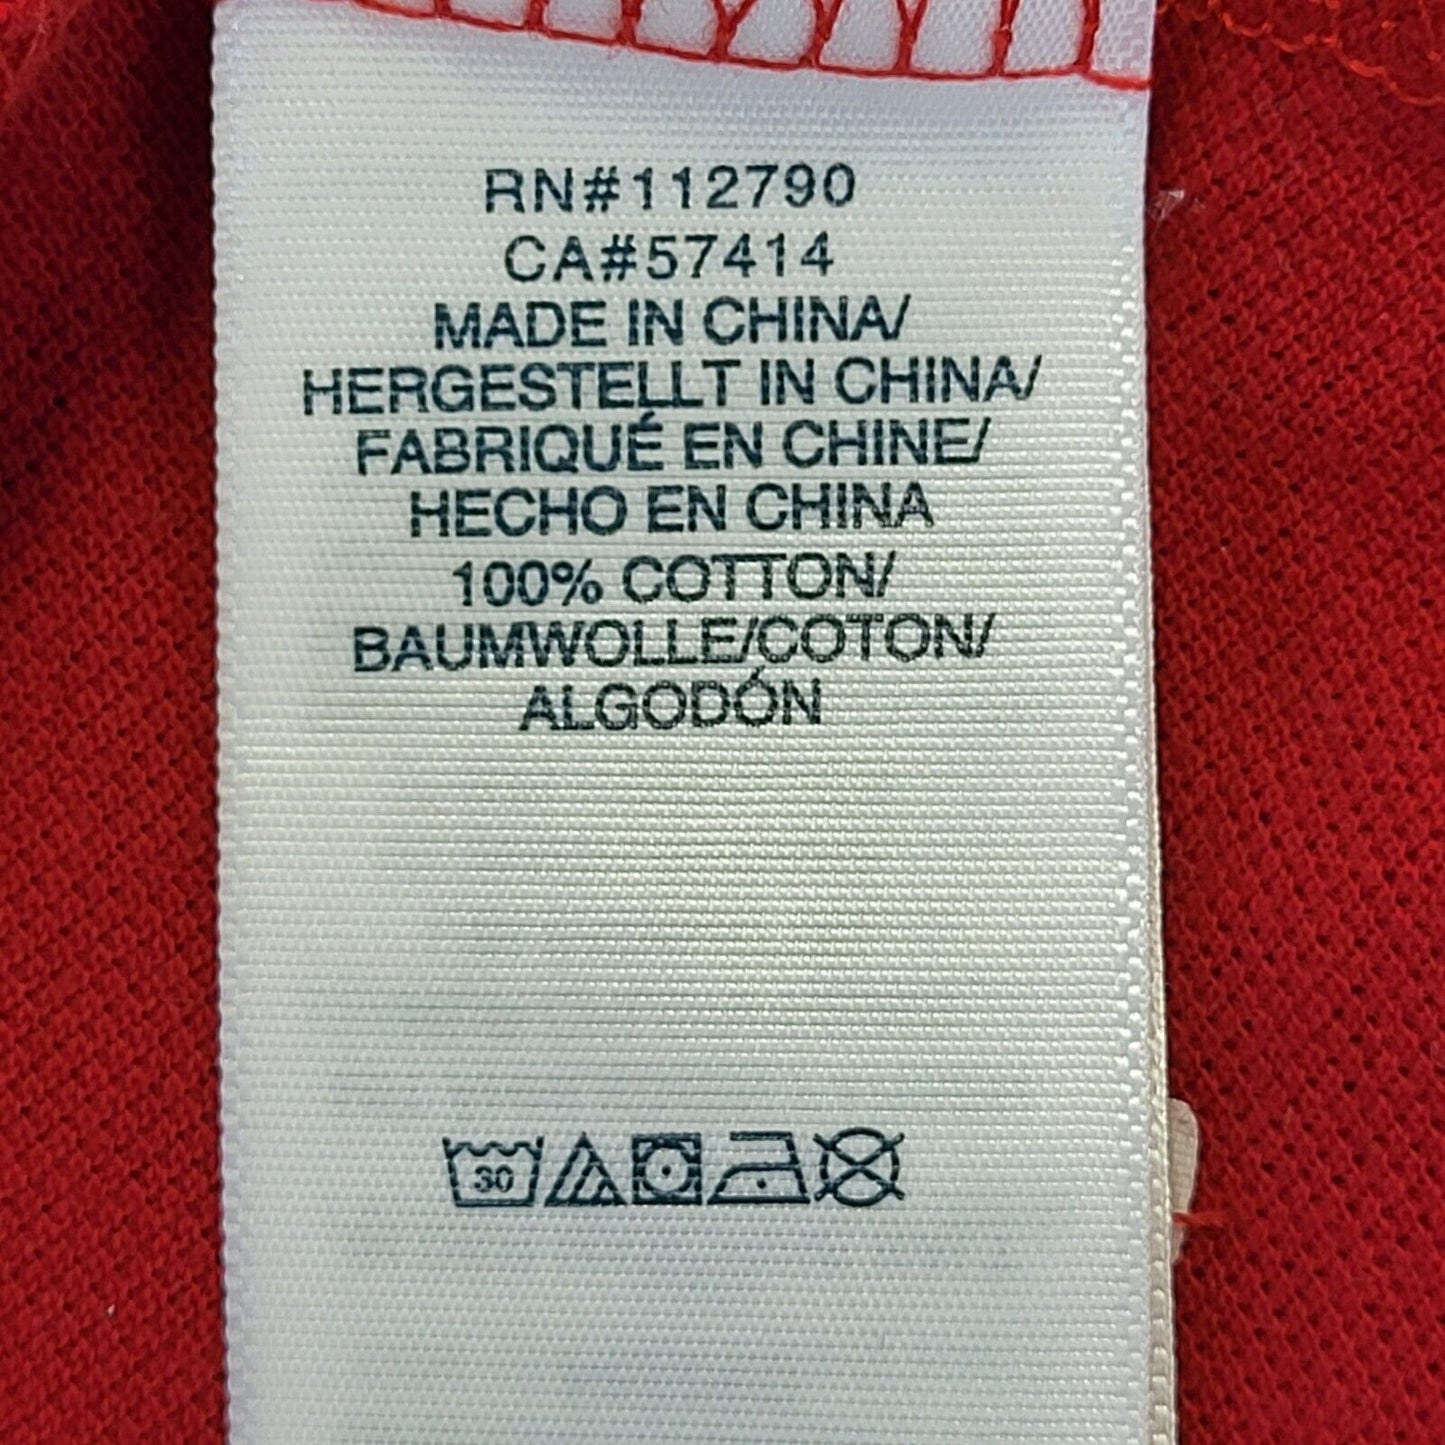 RN#112790
CA#57414
MADE IN CHINA/
HERGESTELLT IN CHINA/
FABRIQUÉ EN CHINE/
HECHO EN CHINA
100% COTTON/
BAUMWOLLE/COTON/
ALGODÓN
30